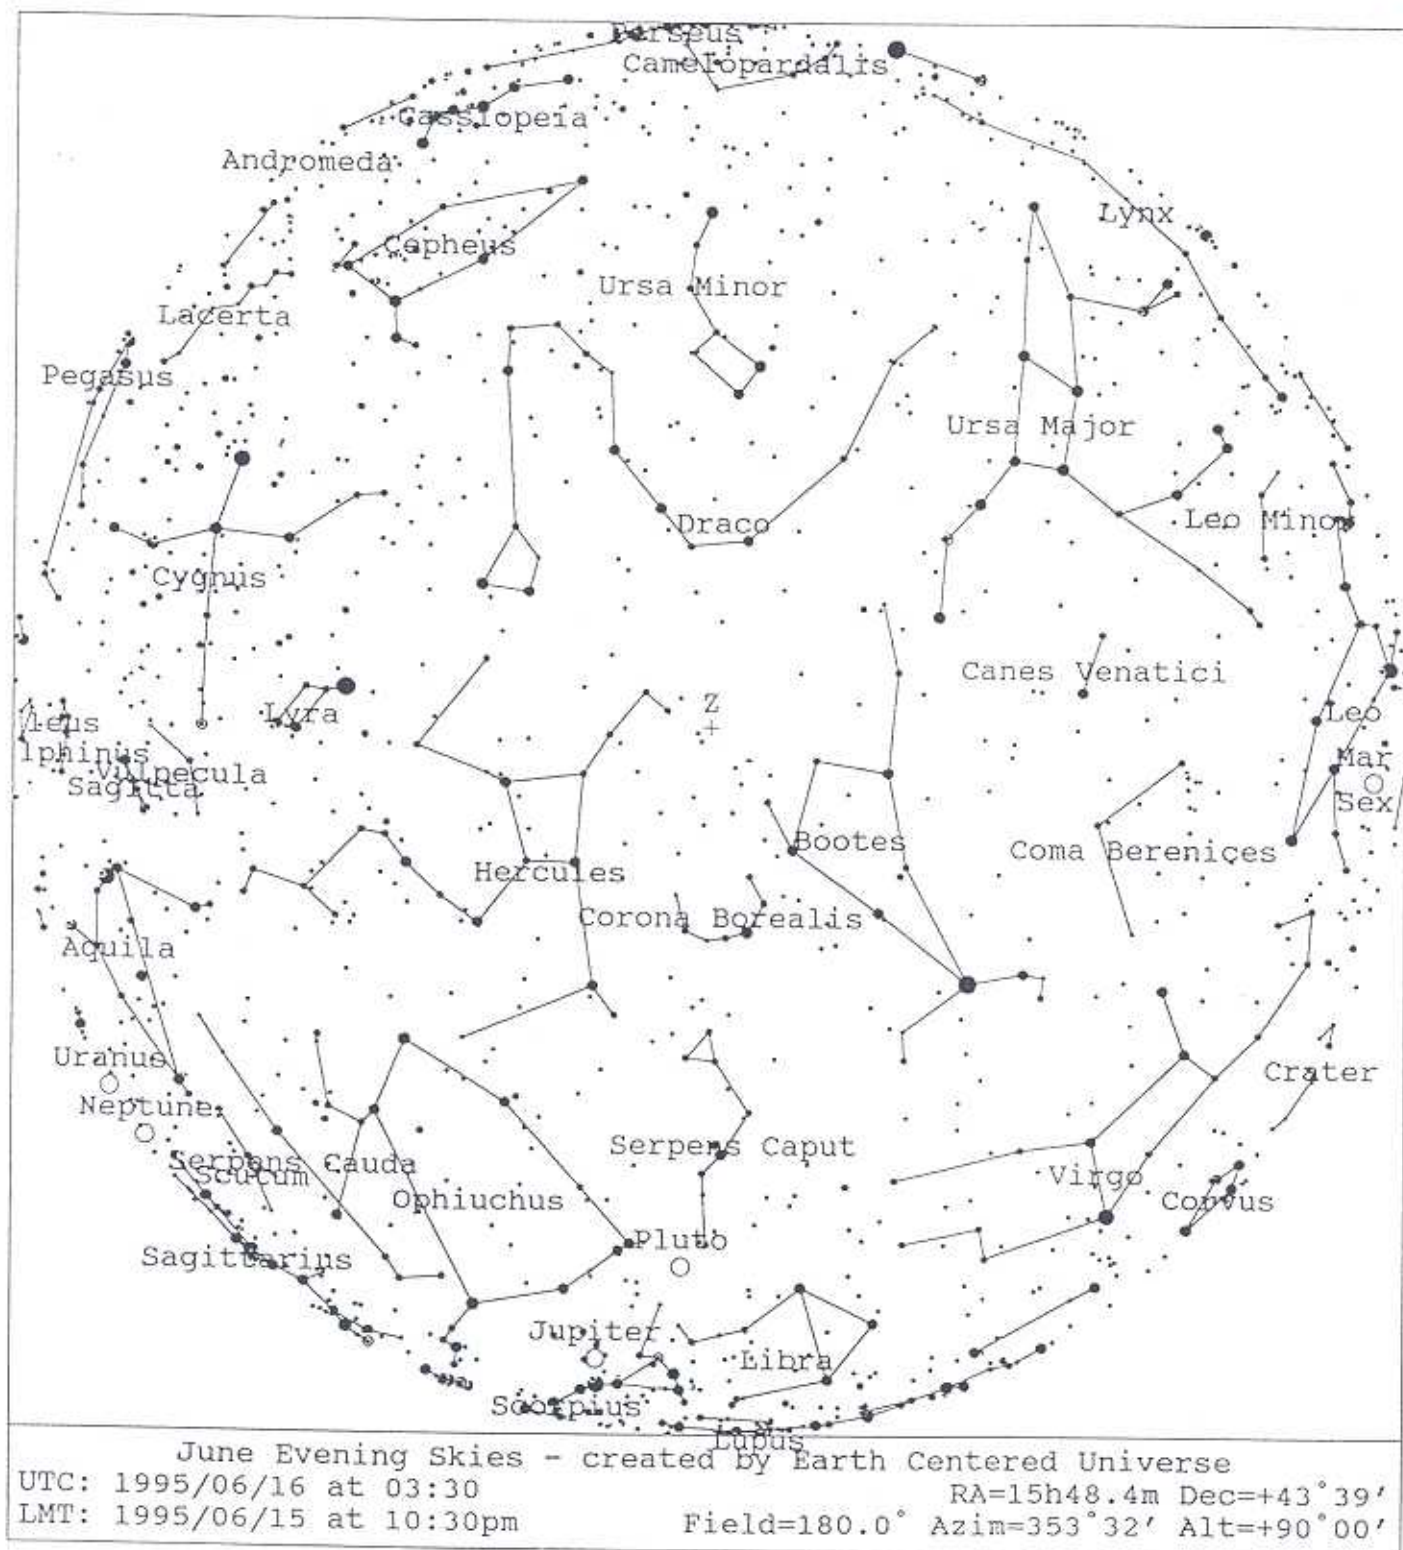 Perseus
Camelopardalis
Cassiopeia
Andromeda
Lynx
Cepheus
Ursa Minor
Lacerta
Pegasus
Ursa Major
Draco
Leo Minor
Cygnus
Canes Venatici
Z
Lyra
Leo
leus
lphinus
Mar
Vulpecula
Sagitta
Sex
Bootes
Coma Berenices
Hercules
Corona Borealis
Aquila
Uranus
Crater
Neptune
Serpens Caput
Serpens Cauda
Scutum
Virgo
Ophiuchus
Corvus
Pluto
Sagittarius
Jupiter
Libra
Scorpius
Lupus
June Evening Skies - created by Earth Centered Universe
UTC: 1995/06/16 at 03:30 RA=15h48.4m Dec=+43°39'
LMT: 1995/06/15 at 10:30pm Field=180.0° Azim=353°32' Alt=+90°00'